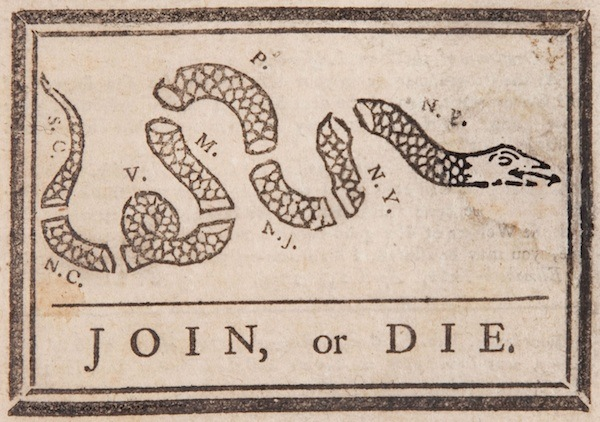 P.
N. E.
S. C.
M.
V.
N.Y.
N.J.
N.C.
JOIN, or DIE.